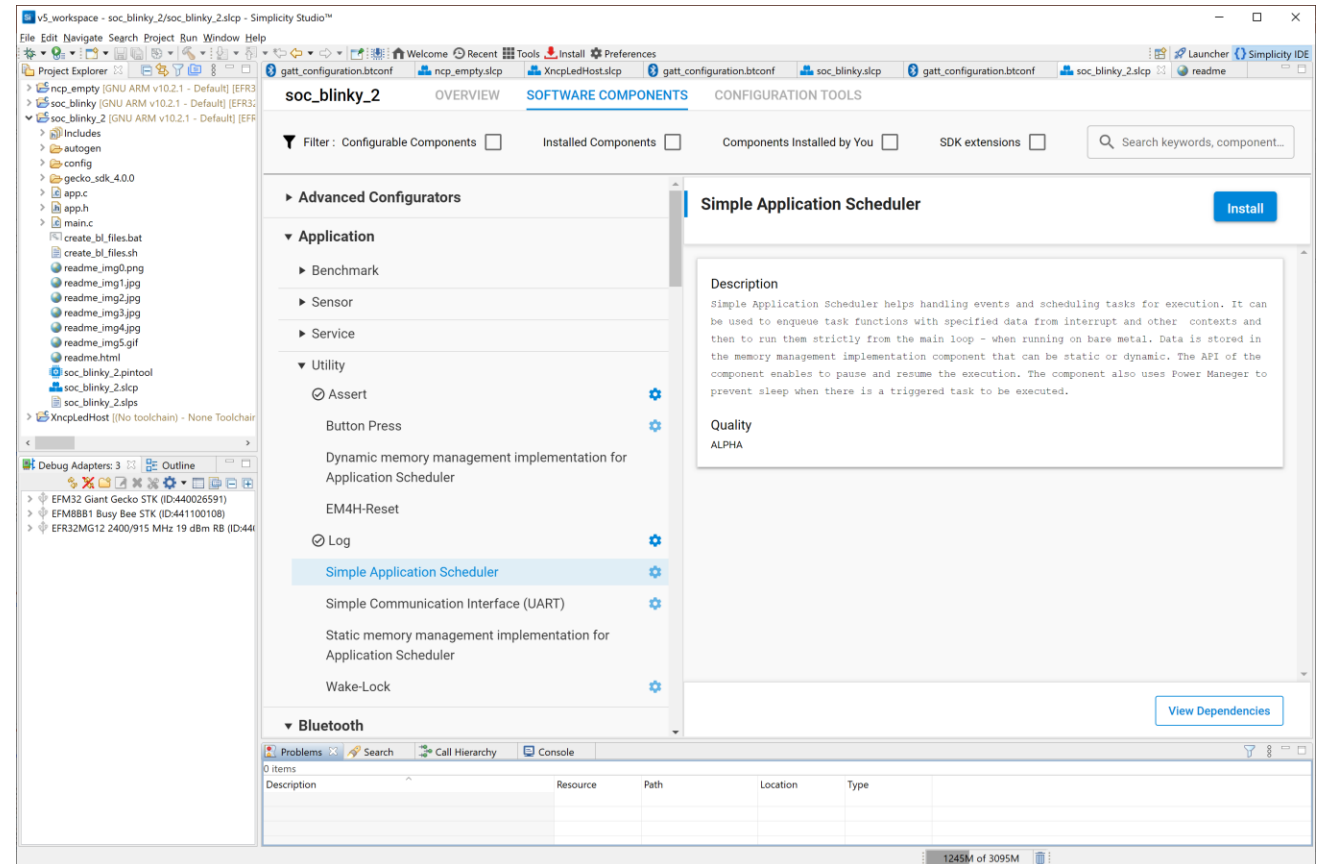 v5_workspace - soc_blinky_2/soc_blinky_2.slcp - Simplicity Studio™
File Edit Navigate Search Project Run Window Help
Welcome Recent Tools Install Preferences
Launcher Simplicity IDE
Project Explorer
gatt_configuration.btconf ncp_empty.slcp XncpLedHost.slcp gatt_configuration.btconf soc_blinky.slcp gatt_configuration.btconf soc_blinky_2.slcp readme
ncp_empty [GNU ARM v10.2.1 - Default] [EFR3
soc_blinky [GNU ARM v10.2.1 - Default] [EFR32
soc_blinky_2 [GNU ARM v10.2.1 - Default] [EFR
Includes
autogen
config
gecko_sdk_4.0.0
app.c
app.h
main.c
create_bl_files.bat
create_bl_files.sh
readme_img0.png
readme_img1.jpg
readme_img2.jpg
readme_img3.jpg
readme_img4.jpg
readme_img5.gif
readme.html
soc_blinky_2.pintool
soc_blinky_2.slcp
soc_blinky_2.slps
XncpLedHost [(No toolchain) - None Toolchair
Debug Adapters: 3 Outline
EFM32 Giant Gecko STK (ID:440026591)
EFM8BB1 Busy Bee STK (ID:441100108)
EFR32MG12 2400/915 MHz 19 dBm RB (ID:44(
soc_blinky_2 OVERVIEW SOFTWARE COMPONENTS CONFIGURATION TOOLS
Filter : Configurable Components Installed Components Components Installed by You SDK extensions Search keywords, component...
Advanced Configurators
Application
Benchmark
Sensor
Service
Utility
Assert
Button Press
Dynamic memory management implementation for
Application Scheduler
EM4H-Reset
Log
Simple Application Scheduler
Simple Communication Interface (UART)
Static memory management implementation for
Application Scheduler
Wake-Lock
Bluetooth
Simple Application Scheduler
Install
Description
Simple Application Scheduler helps handling events and scheduling tasks for execution. It can
be used to enqueue task functions with specified data from interrupt and other contexts and
then to run them strictly from the main loop - when running on bare metal. Data is stored in
the memory management implementation component that can be static or dynamic. The API of the
component enables to pause and resume the execution. The component also uses Power Maneger to
prevent sleep when there is a triggered task to be executed.
Quality
ALPHA
View Dependencies
Problems Search Call Hierarchy Console
0 items
Description Resource Path Location Type
1245M of 3095M